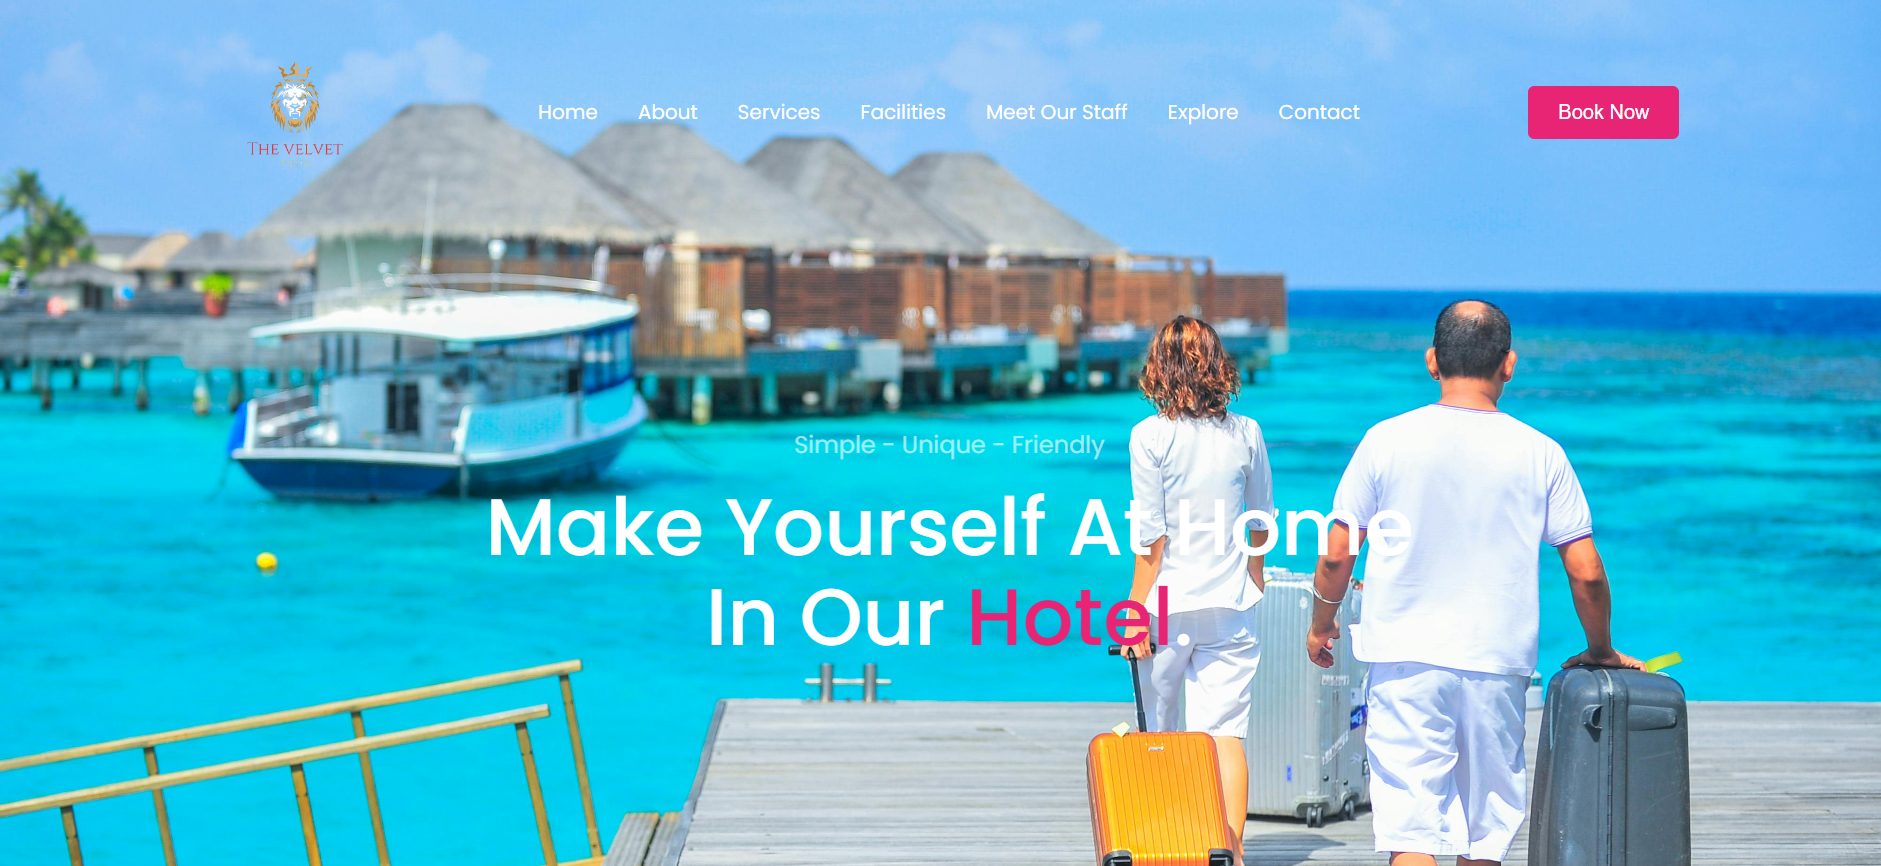 THE VELVET
Home
About
Services
Facilities
Meet Our Staff
Explore
Contact
Book Now
Simple - Unique - Friendly
Make Yourself At Home
In Our Hotel.